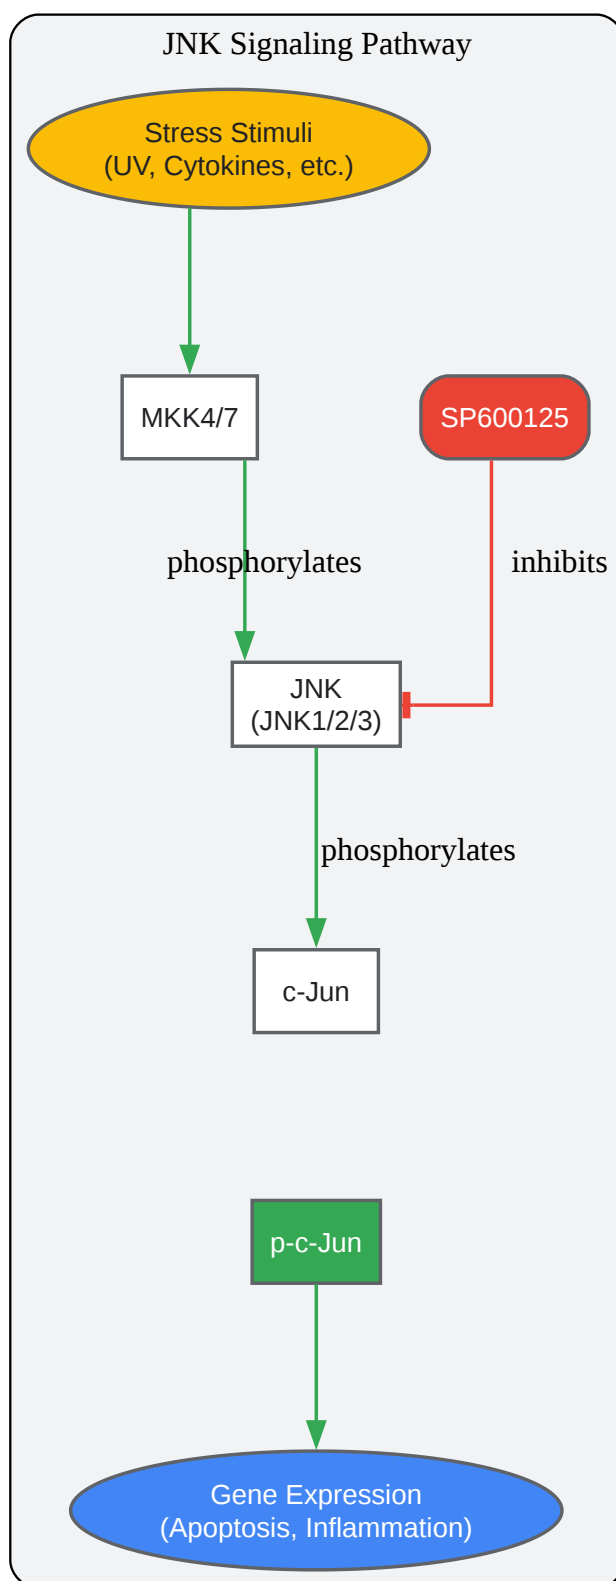 JNK Signaling Pathway
Stress Stimuli
(UV, Cytokines, etc.)
MKK4/7
SP600125
phosphorylates
inhibits
JNK
(JNK1/2/3)
phosphorylates
c-Jun
p-c-Jun
Gene Expression
(Apoptosis, Inflammation)